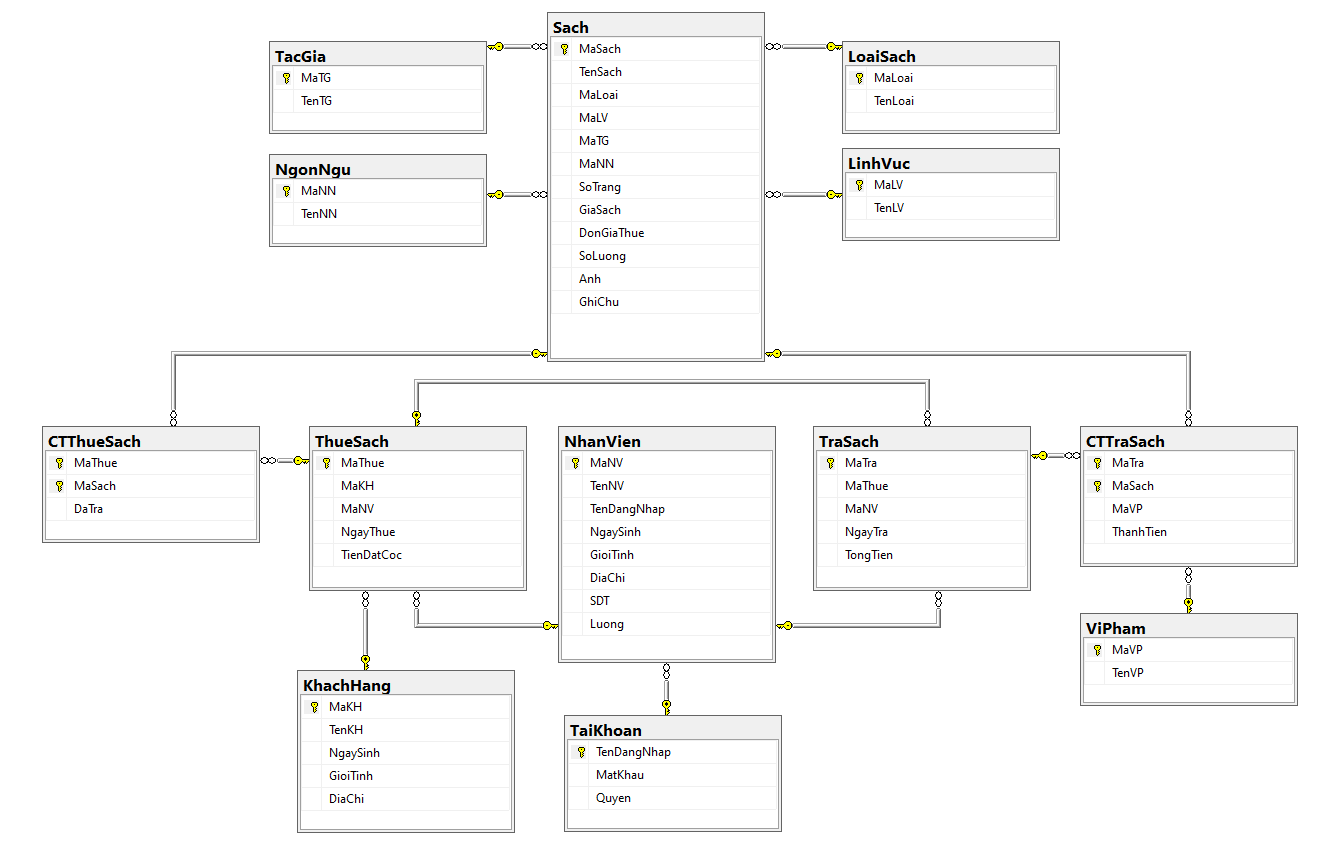 Sach
MaSach
TenSach
MaLoai
MaLV
MaTG
MaNN
SoTrang
GiaSach
DonGiaThue
SoLuong
Anh
GhiChu
TacGia
MaTG
TenTG
LoaiSach
MaLoai
TenLoai
NgonNgu
MaNN
TenNN
LinhVuc
MaLV
TenLV
CTThueSach
MaThue
MaSach
DaTra
ThueSach
MaThue
MaKH
MaNV
NgayThue
TienDatCoc
NhanVien
MaNV
TenNV
TenDangNhap
NgaySinh
GioiTinh
DiaChi
SDT
Luong
TraSach
MaTra
MaThue
MaNV
NgayTra
TongTien
CTTraSach
MaTra
MaSach
MaVP
ThanhTien
ViPham
MaVP
TenVP
KhachHang
MaKH
TenKH
NgaySinh
GioiTinh
DiaChi
TaiKhoan
TenDangNhap
MatKhau
Quyen